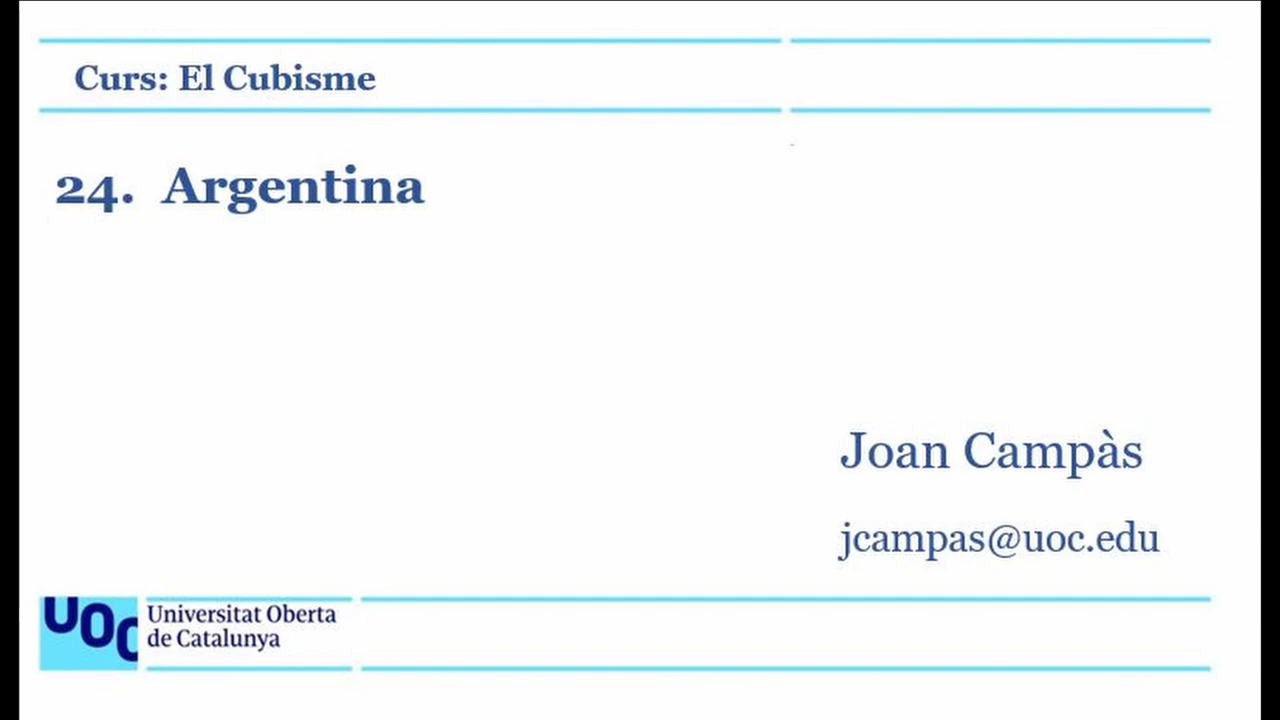 Curs: El Cubisme
24. Argentina
Joan Campàs
jcampas@uoc.edu
UOC
Universitat Oberta
de Catalunya